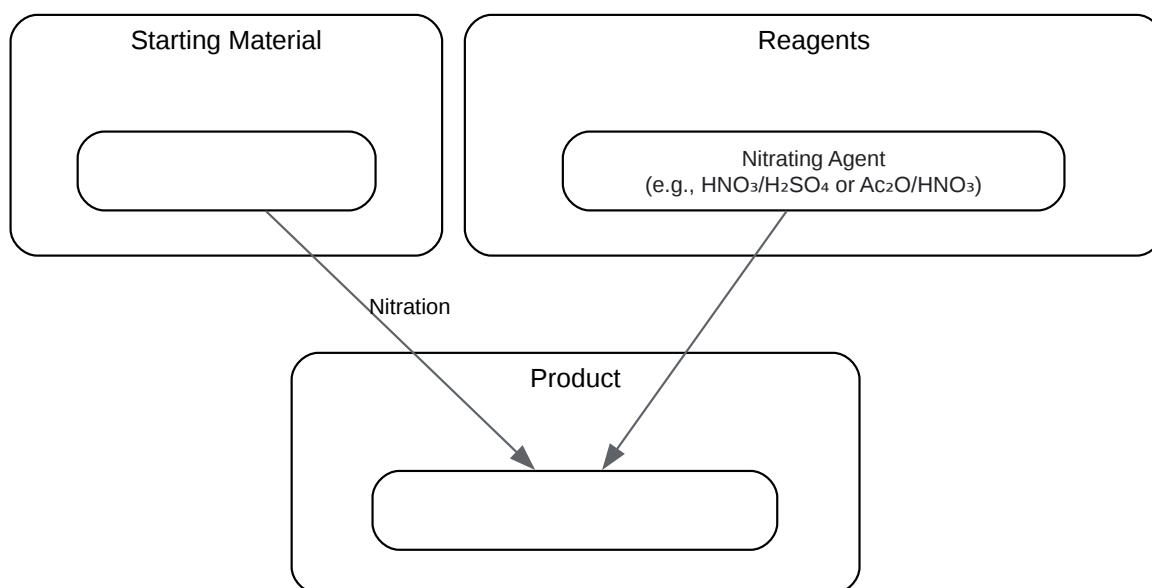 Starting Material
Reagents
Nitrating Agent
(e.g., HNO₃/H₂SO₄ or Ac₂O/HNO₃)
Nitration
Product